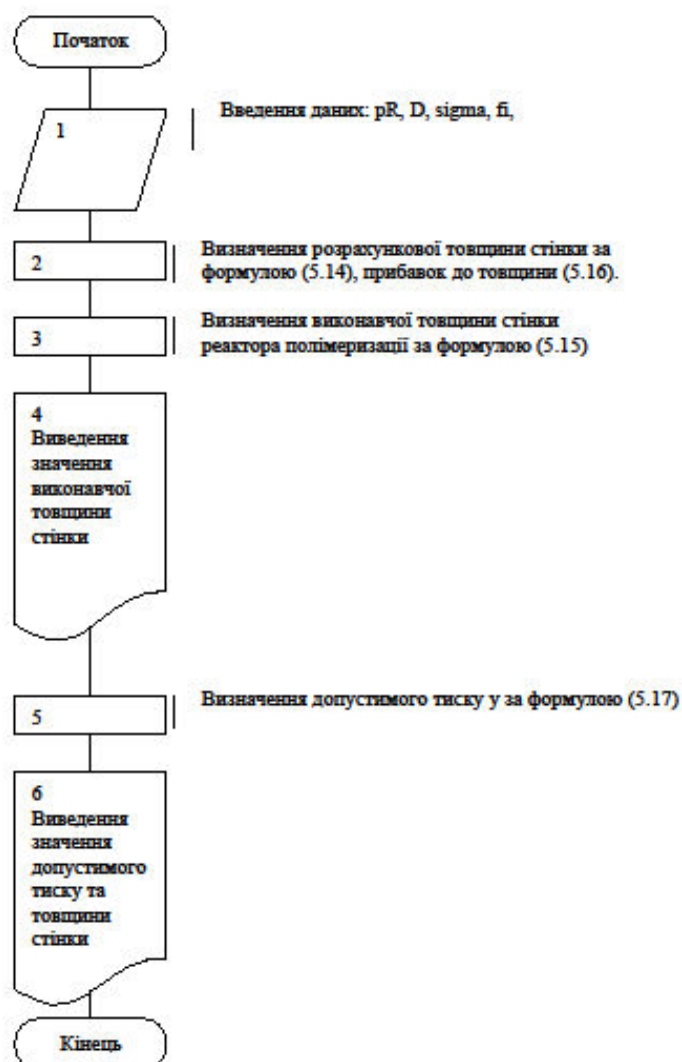 Початок
1
Введення даних: pR, D, sigma, fi,
2
Визначення розрахункової товщини стінки за
формулою (5.14), прибавок до товщини (5.16).
3
Визначення виконавчої товщини стінки
реактора полімеризації за формулою (5.15)
4
Виведення
значення
виконавчої
товщини
стінки
5
Визначення допустимого тиску у за формулою (5.17)
6
Виведення
значення
допустимого
тиску та
товщини
стінки
Кінець